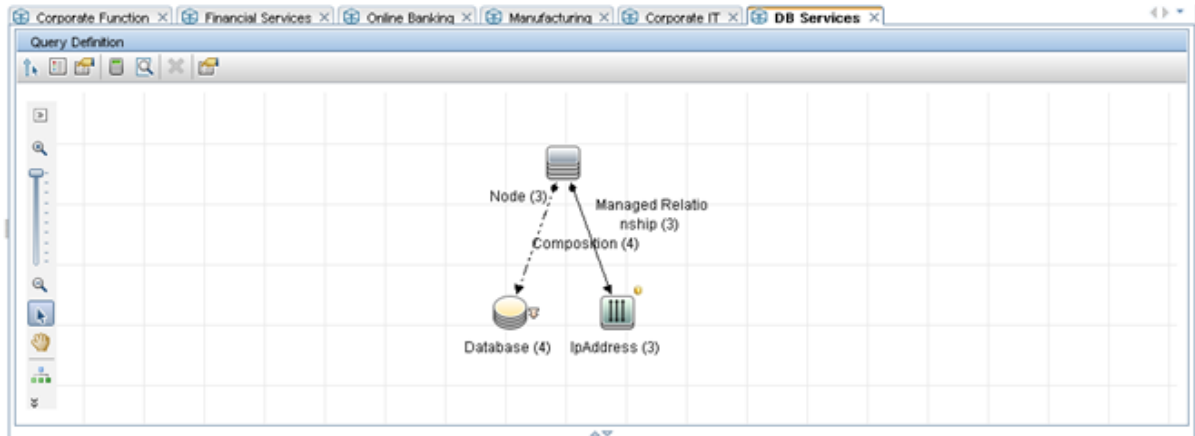 Corporate Function Financial Services Online Banking Manufacturing Corporate IT DB Services
Query Definition
Node (3)
Managed Relatio
nship (3)
Composition (4)
Database (4) IpAddress (3)